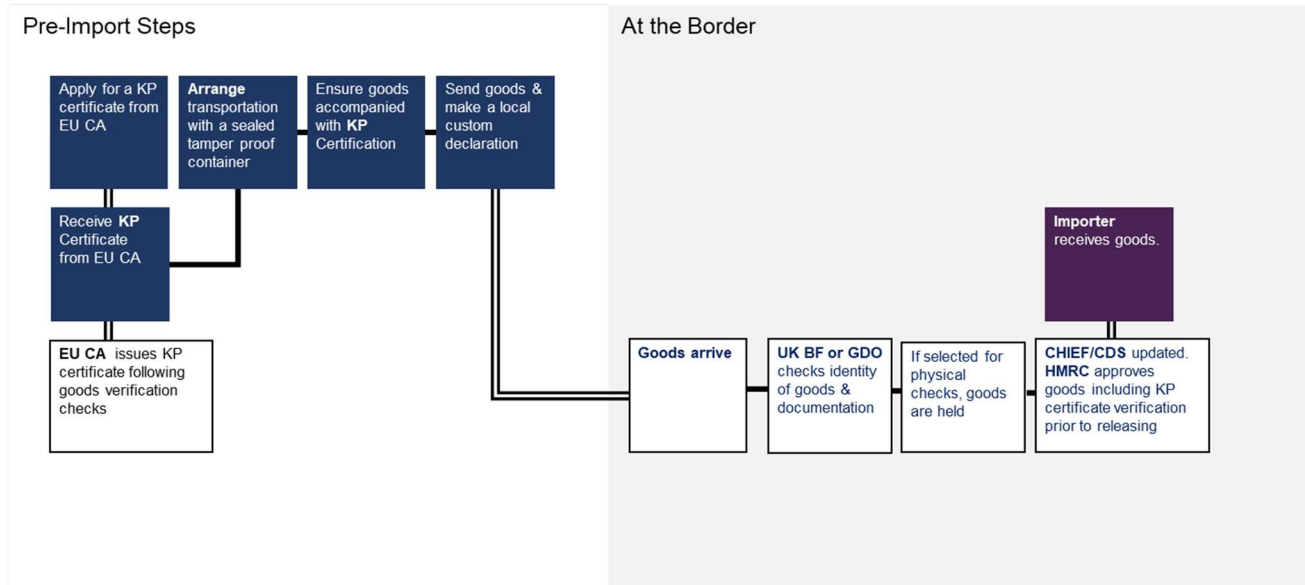 Pre-Import Steps
At the Border
Apply for a KP
certificate from
EU CA
Arrange
transportation
with a sealed
tamper proof
container
Ensure goods
accompanied
with KP
Certification
Send goods &
make a local
custom
declaration
Receive KP
Certificate
from EU CA
EU CA issues KP
certificate following
goods verification
checks
Goods arrive
UK BF or GDO
checks identity
of goods &
documentation
If selected for
physical
checks, goods
are held
CHIEF/CDS updated.
HMRC approves
goods including KP
certificate verification
prior to releasing
Importer
receives goods.